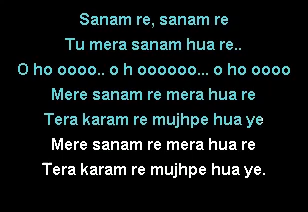 Sanam re, sanam re
Tu mera sanam hua re..
O ho oooo.. o h oooooo... o ho oooo
Mere sanam re mera hua re
Tera karam re mujhpe hua ye
Mere sanam re mera hua re
Tera karam re mujhpe hua ye.